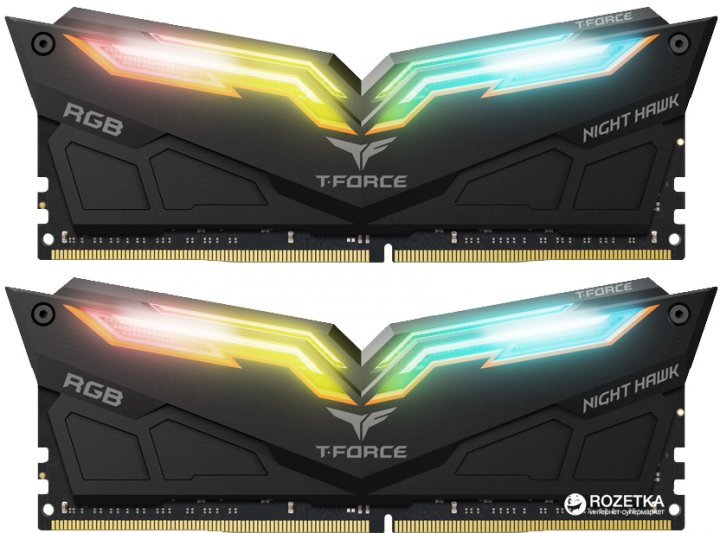 T-FORCE
RGB
NIGHT HAWK
T-FORCE
T-FORCE
RGB
NIGHT HAWK
T-FORCE
ROZETKA
интернет-супермаркет